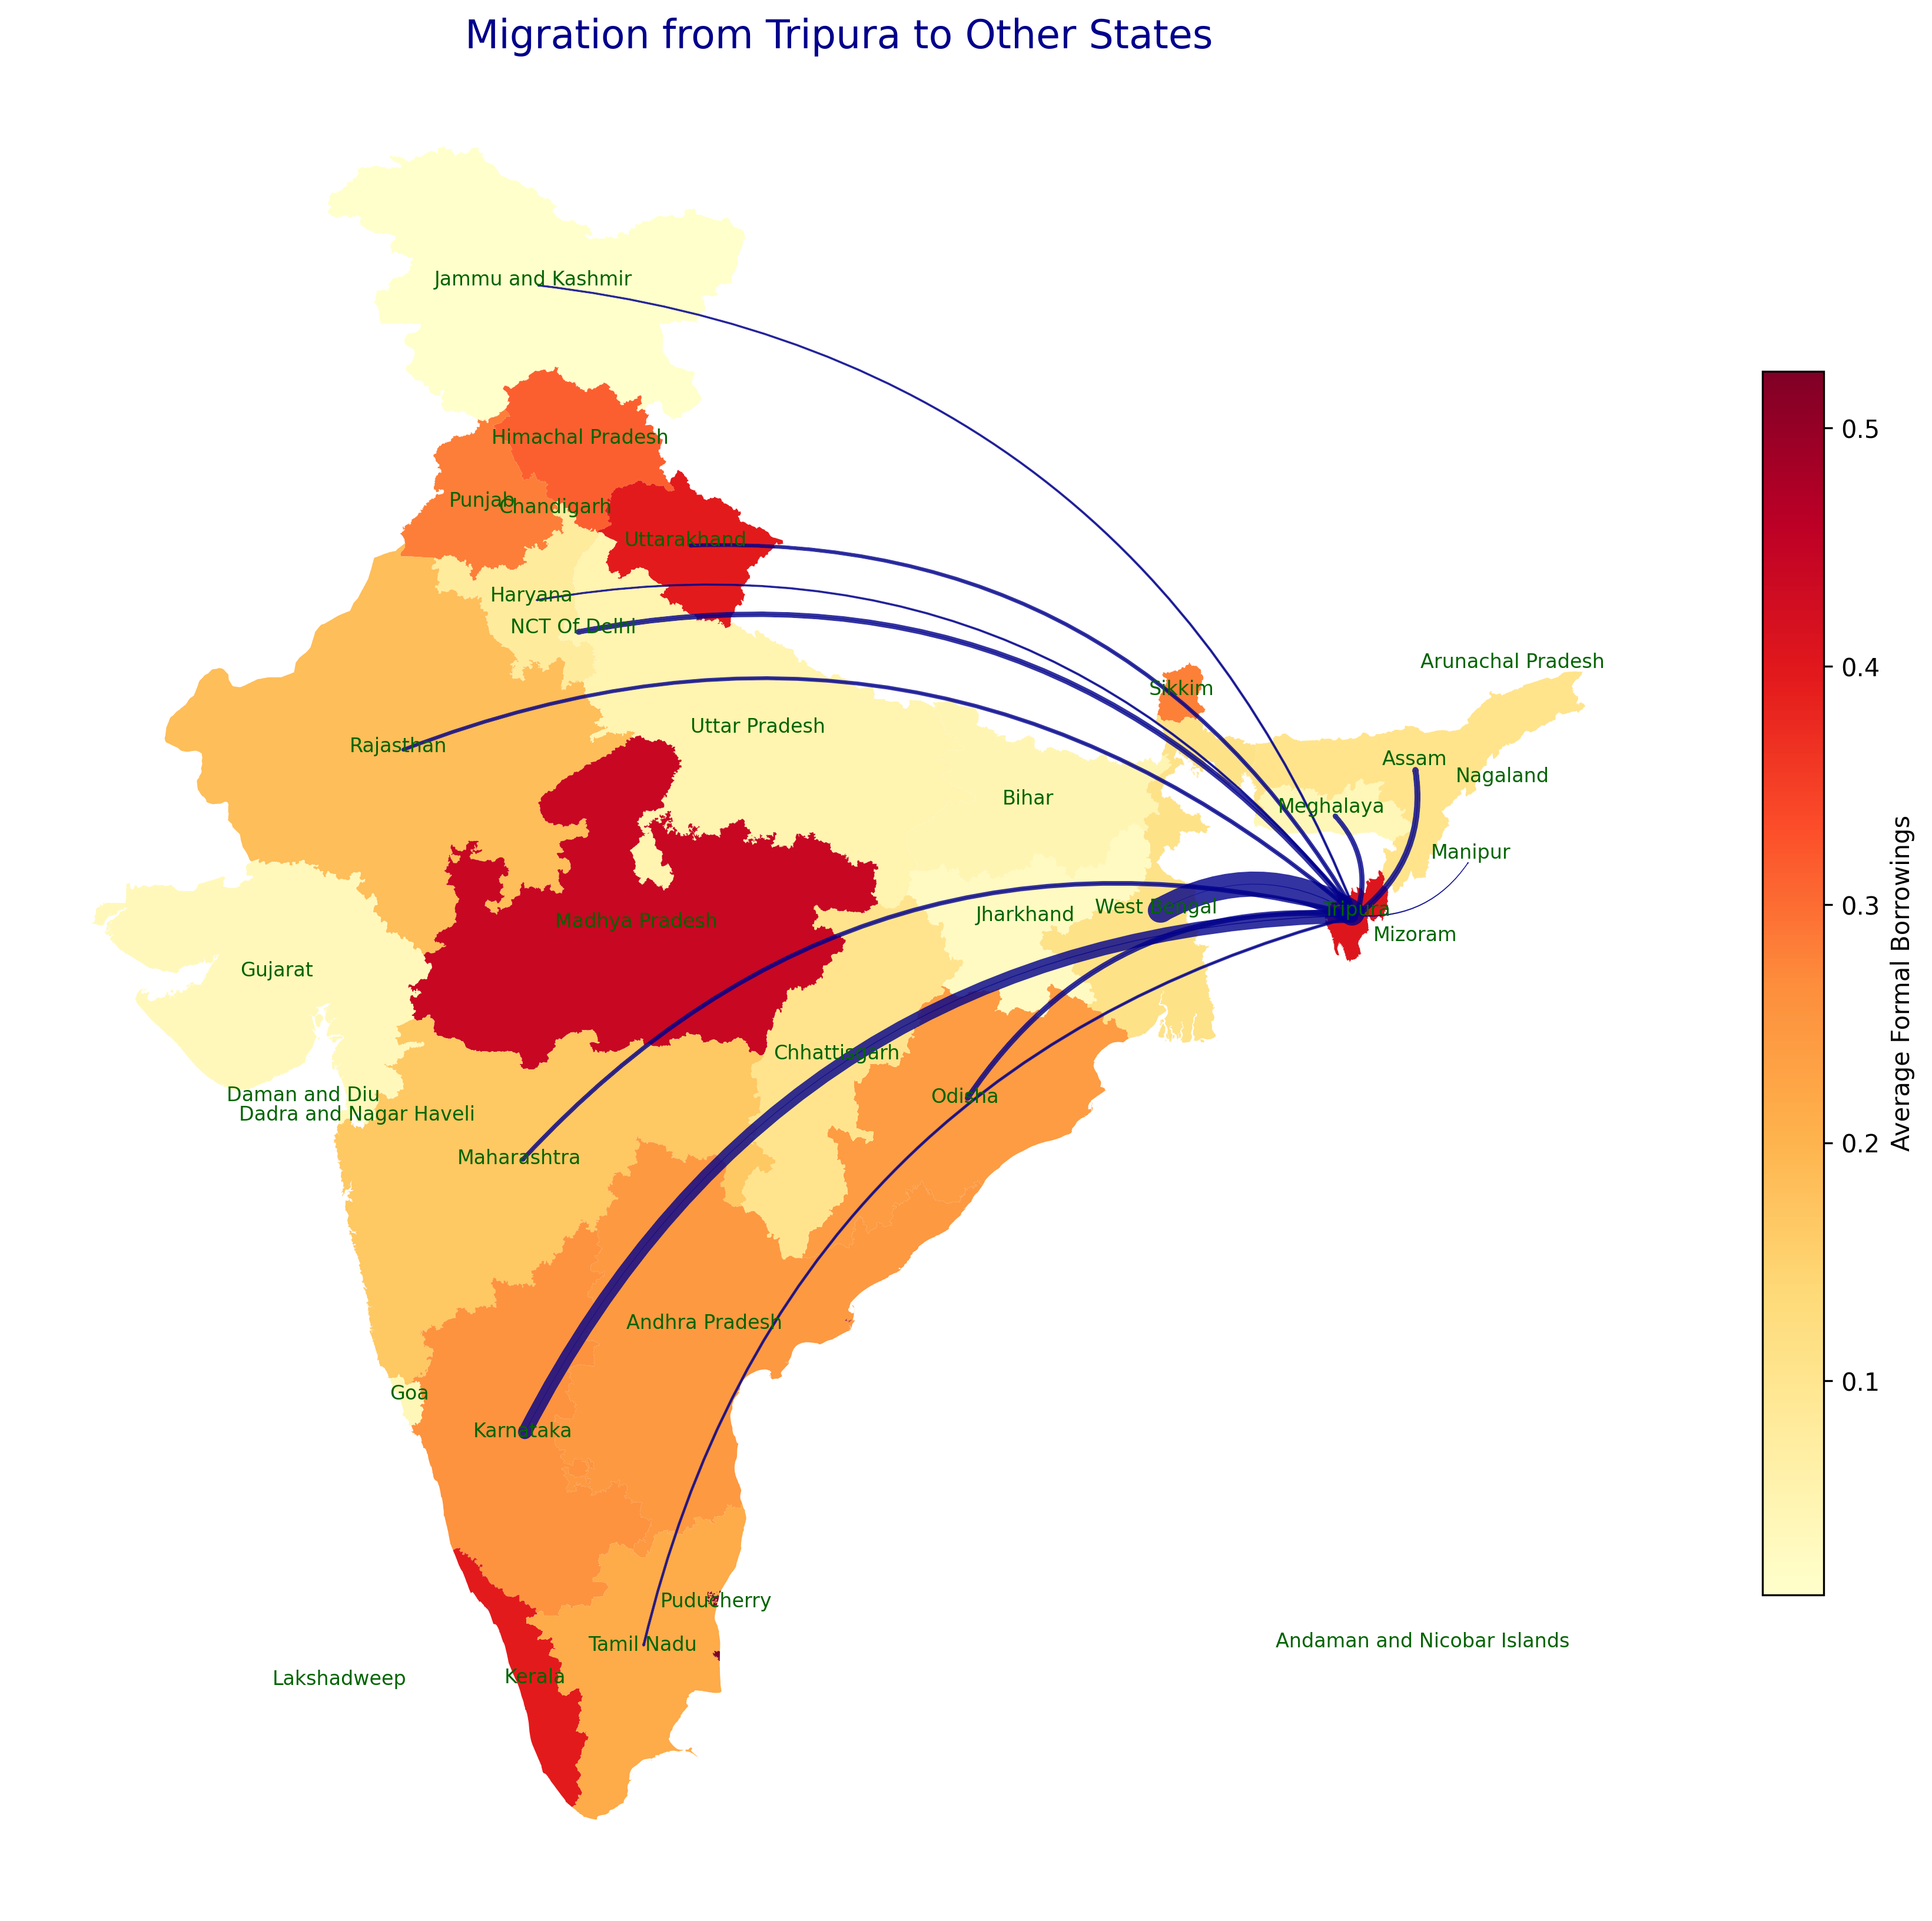 Migration from Tripura to Other States
Jammu and Kashmir
Himachal Pradesh
Punjab
Chandigarh
Uttarakhand
Haryana
NCT Of Delhi
Arunachal Pradesh
Sikkim
Uttar Pradesh
Rajasthan
Assam
Nagaland
Bihar
Meghalaya
Manipur
West Bengal
Tripura
Jharkhand
Madhya Pradesh
Mizoram
Gujarat
Chhattisgarh
Daman and Diu
Odisha
Dadra and Nagar Haveli
Maharashtra
Andhra Pradesh
Goa
Karnataka
Puducherry
Tamil Nadu
Andaman and Nicobar Islands
Kerala
Lakshadweep
0.5
0.4
0.3
0.2
0.1
Average Formal Borrowings